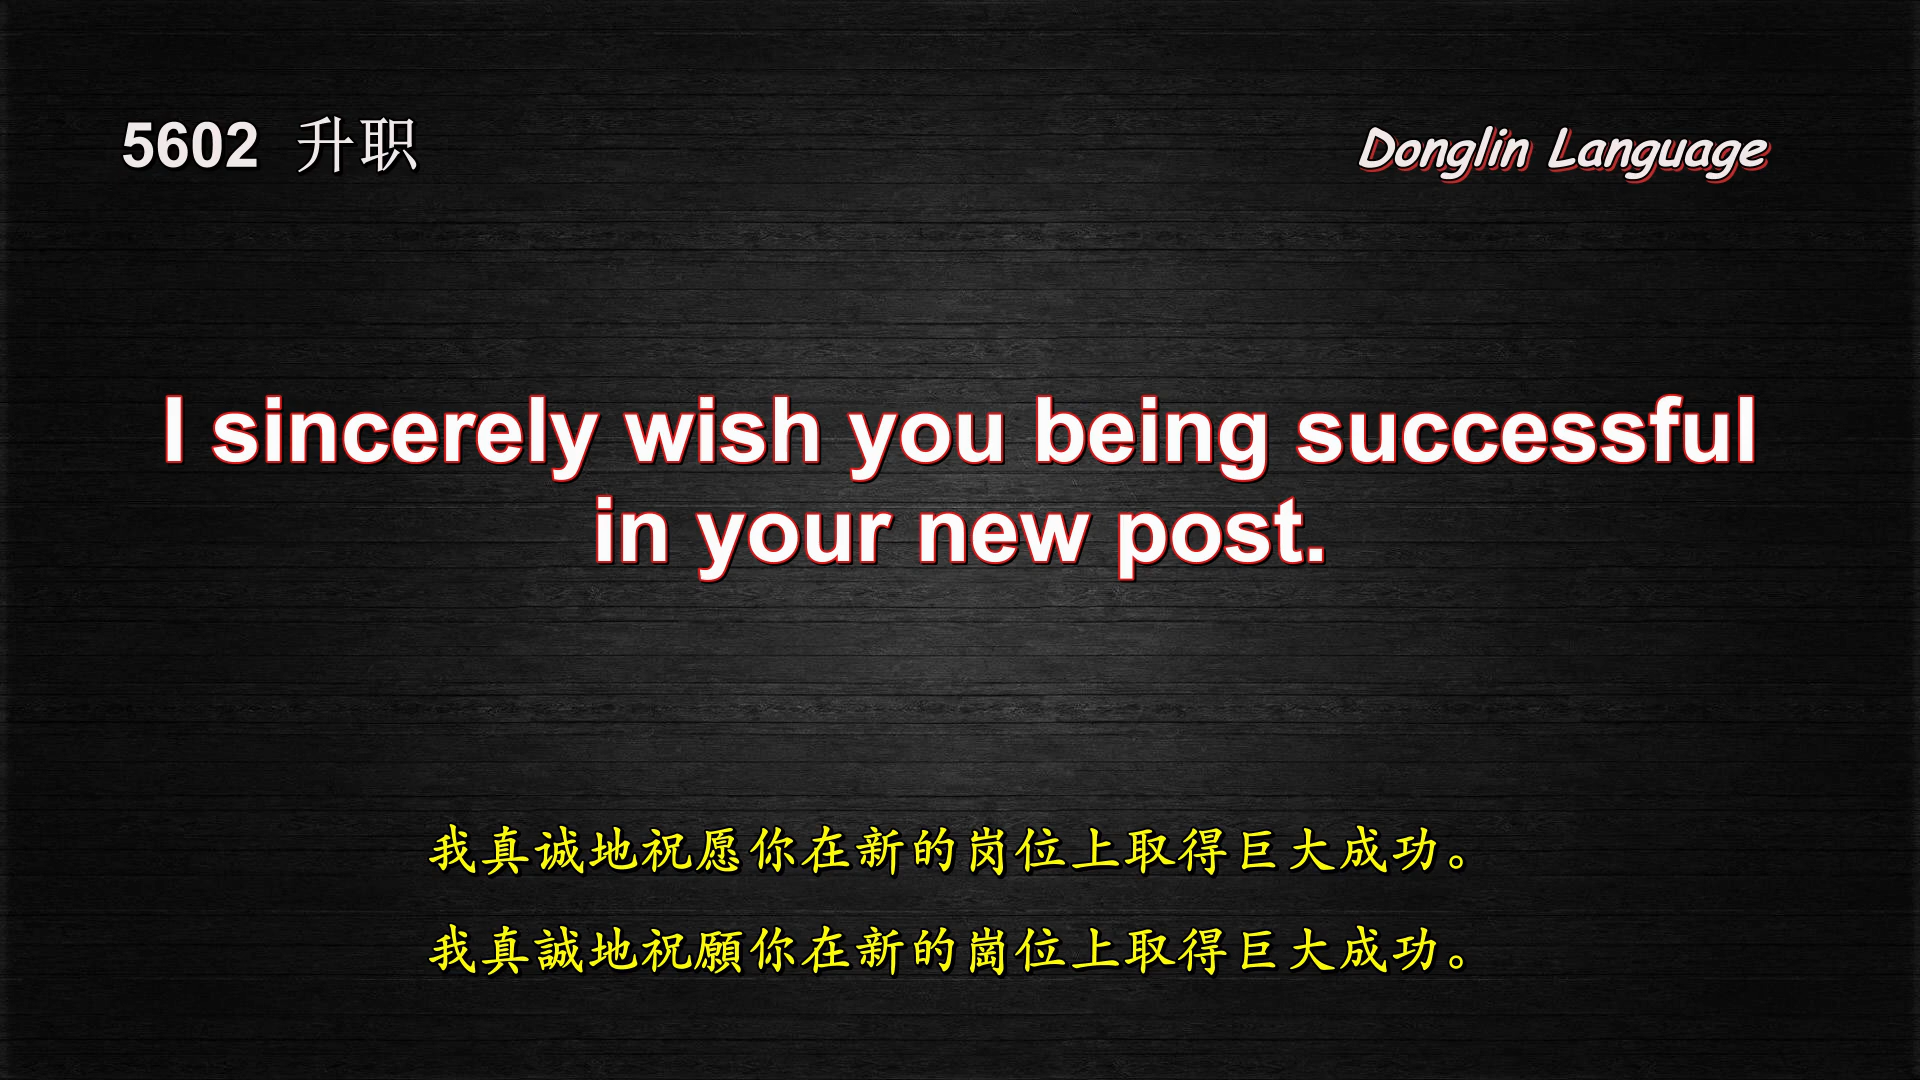 5602 升职
Donglin Language
I sincerely wish you being successful
in your new post.
我真诚地祝愿你在新的岗位上取得巨大成功。
我真誠地祝願你在新的崗位上取得巨大成功。